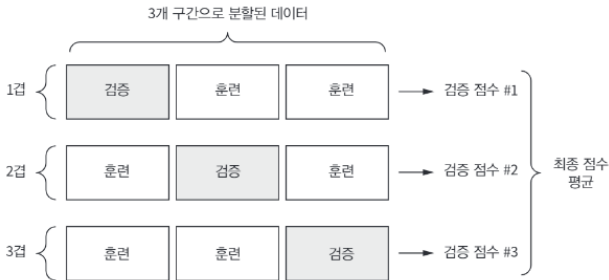 3개 구간으로 분할된 데이터
1겹 검증 훈련 훈련 검증 점수 #1
2겹 훈련 검증 훈련 검증 점수 #2
최종 점수
평균
3겹 훈련 훈련 검증 검증 점수 #3